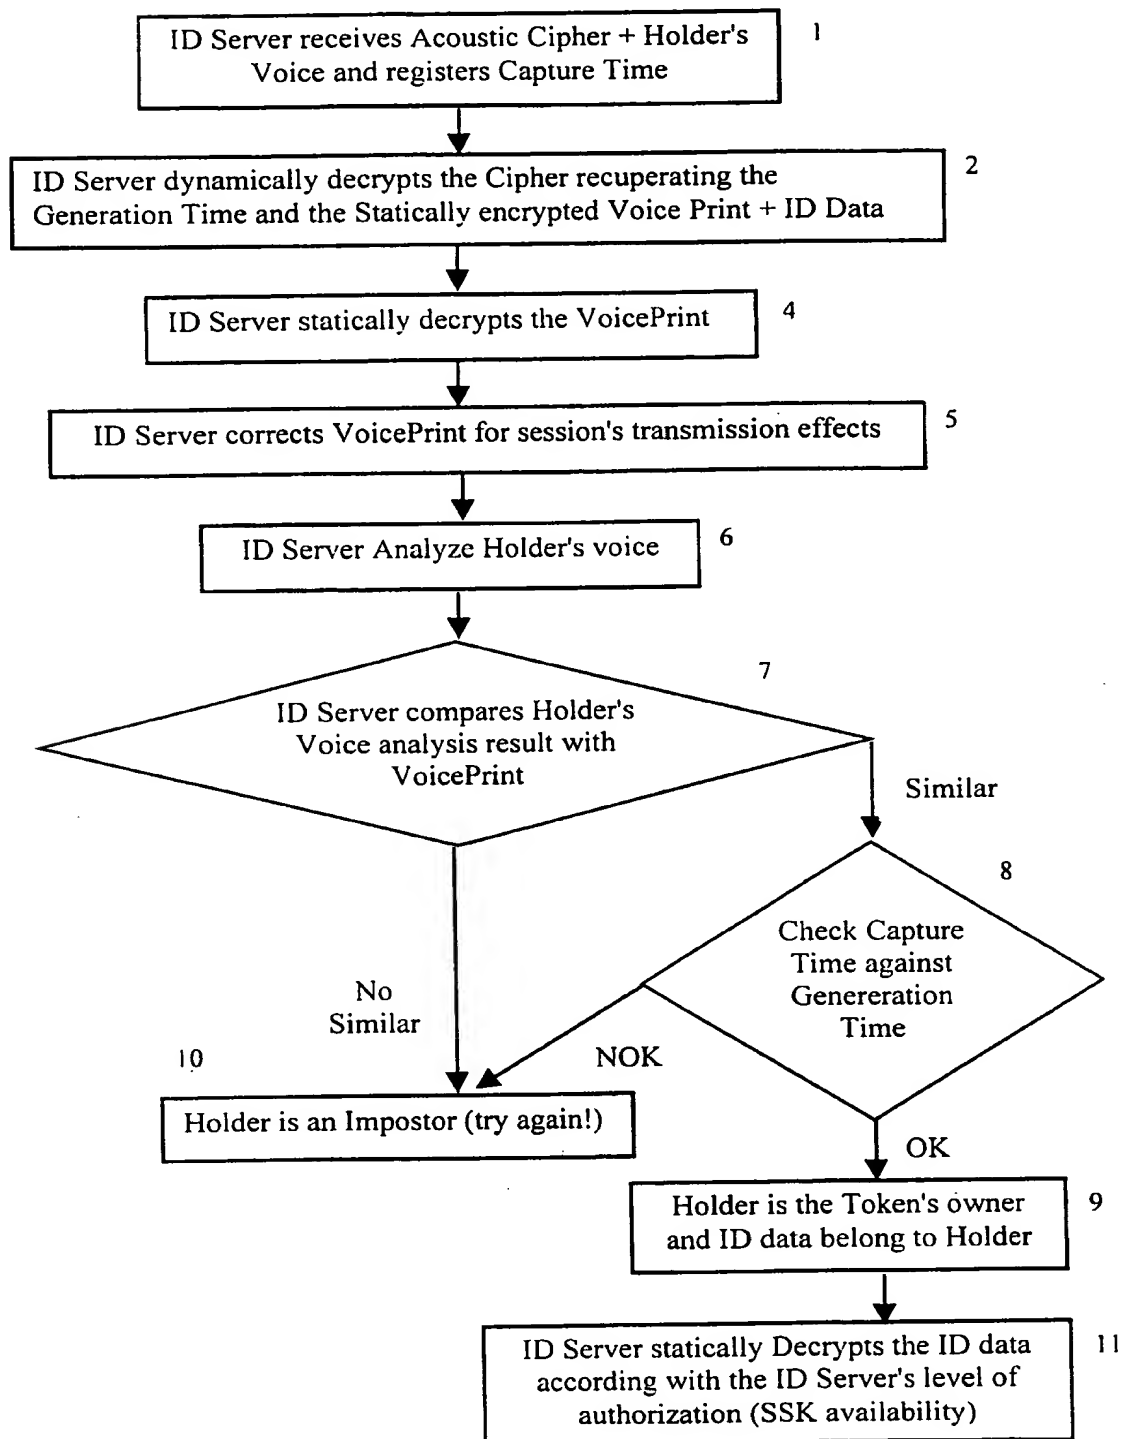 ID Server receives Acoustic Cipher + Holder's
Voice and registers Capture Time
1
ID Server dynamically decrypts the Cipher recuperating the
Generation Time and the Statically encrypted Voice Print + ID Data
2
ID Server statically decrypts the VoicePrint
4
ID Server corrects VoicePrint for session's transmission effects
5
ID Server Analyze Holder's voice
6
7
ID Server compares Holder's
Voice analysis result with
VoicePrint
Similar
8
Check Capture
Time against
Genereration
Time
No
Similar
NOK
10
Holder is an Impostor (try again!)
OK
Holder is the Token's owner
and ID data belong to Holder
9
ID Server statically Decrypts the ID data
according with the ID Server's level of
authorization (SSK availability)
11